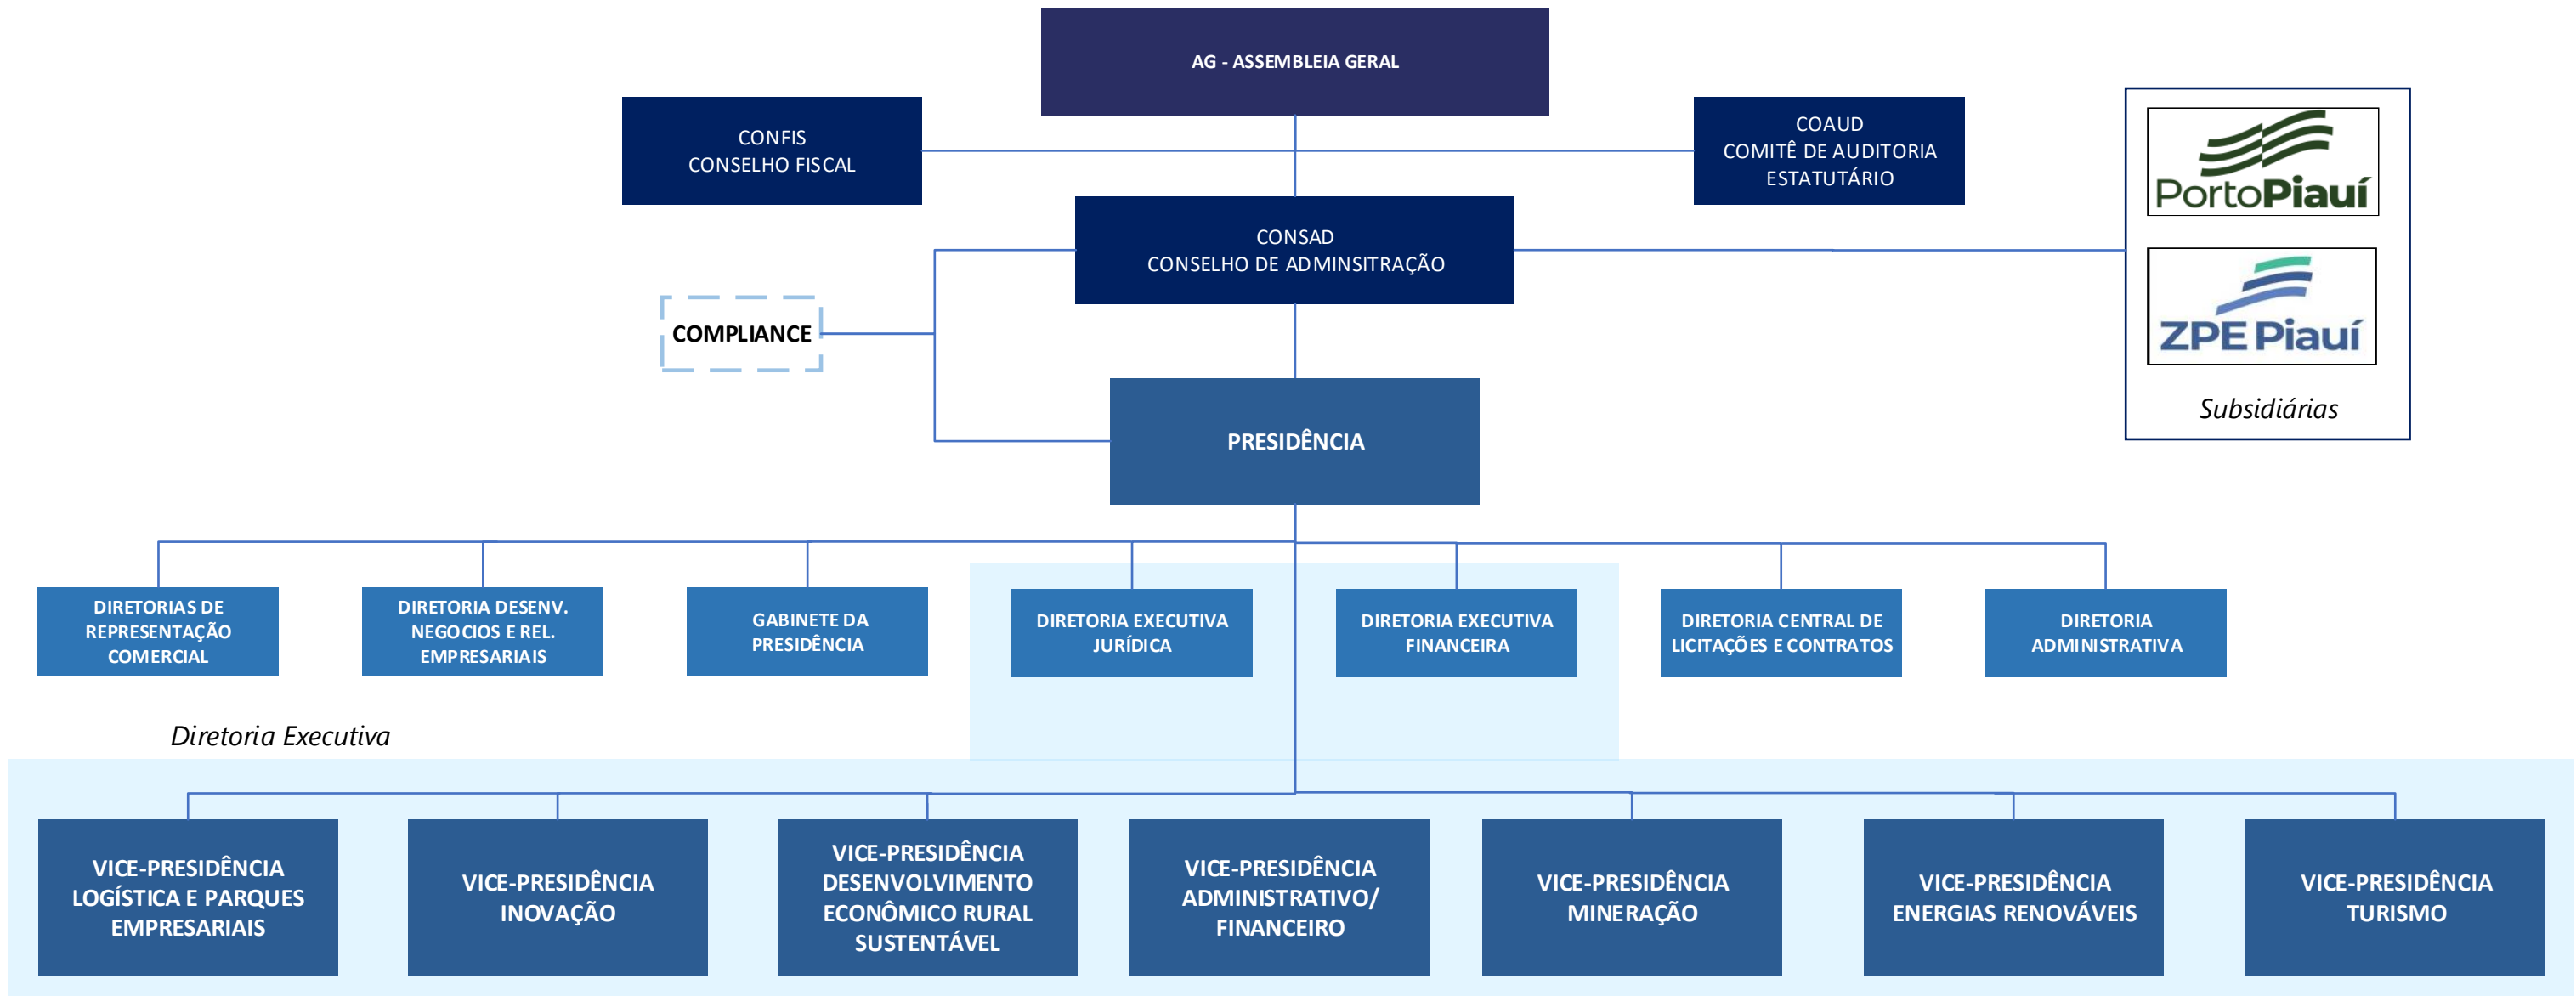 AG - ASSEMBLEIA GERAL
CONFIS
CONSELHO FISCAL
COAUD
COMITÊ DE AUDITORIA
ESTATUTÁRIO
PortoPiauí
CONSAD
CONSELHO DE ADMINSITRAÇÃO
ZPE Piauí
COMPLIANCE
Subsidiárias
PRESIDÊNCIA
DIRETORIAS DE
REPRESENTAÇÃO
COMERCIAL
DIRETORIA DESENV.
NEGOCIOS E REL.
EMPRESARIAIS
GABINETE DA
PRESIDÊNCIA
DIRETORIA EXECUTIVA
JURÍDICA
DIRETORIA EXECUTIVA
FINANCEIRA
DIRETORIA CENTRAL DE
LICITAÇÕES E CONTRATOS
DIRETORIA
ADMINISTRATIVA
Diretoria Executiva
VICE-PRESIDÊNCIA
LOGÍSTICA E PARQUES
EMPRESARIAIS
VICE-PRESIDÊNCIA
INOVAÇÃO
VICE-PRESIDÊNCIA
DESENVOLVIMENTO
ECONÔMICO RURAL
SUSTENTÁVEL
VICE-PRESIDÊNCIA
ADMINISTRATIVO/
FINANCEIRO
VICE-PRESIDÊNCIA
MINERAÇÃO
VICE-PRESIDÊNCIA
ENERGIAS RENOVÁVEIS
VICE-PRESIDÊNCIA
TURISMO